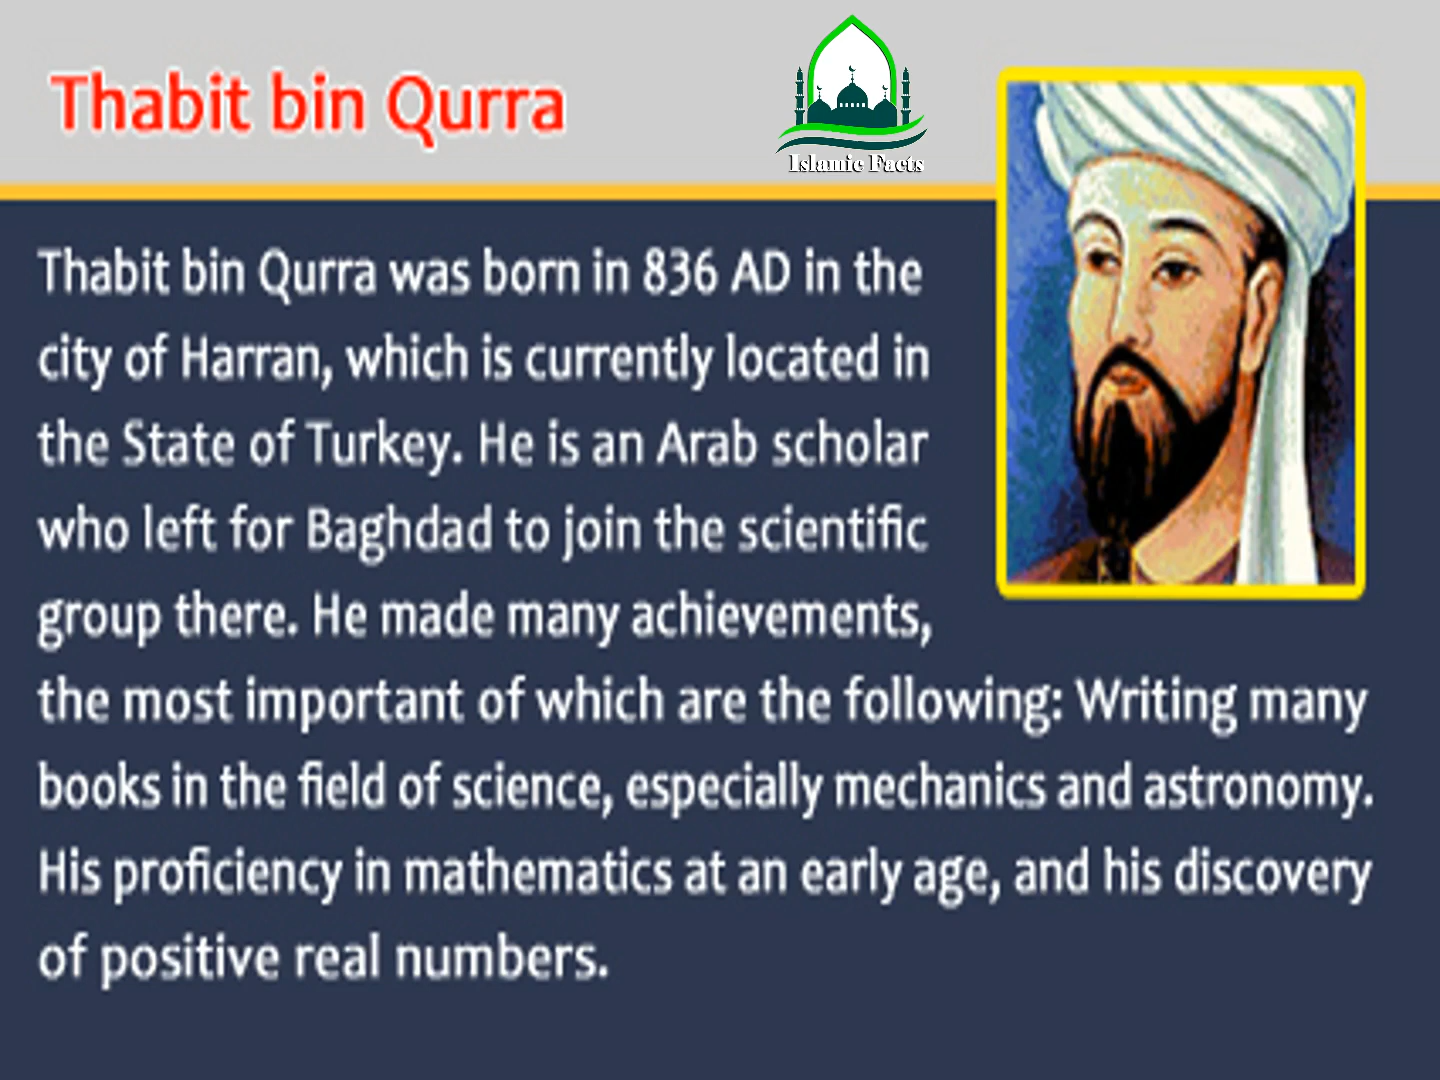 Thabit bin Qurra
Islamic Facts
Thabit bin Qurra was born in 836 AD in the
city of Harran, which is currently located in
the State of Turkey. He is an Arab scholar
who left for Baghdad to join the scientific
group there. He made many achievements,
the most important of which are the following: Writing many
books in the field of science, especially mechanics and astronomy.
His proficiency in mathematics at an early age, and his discovery
of positive real numbers.